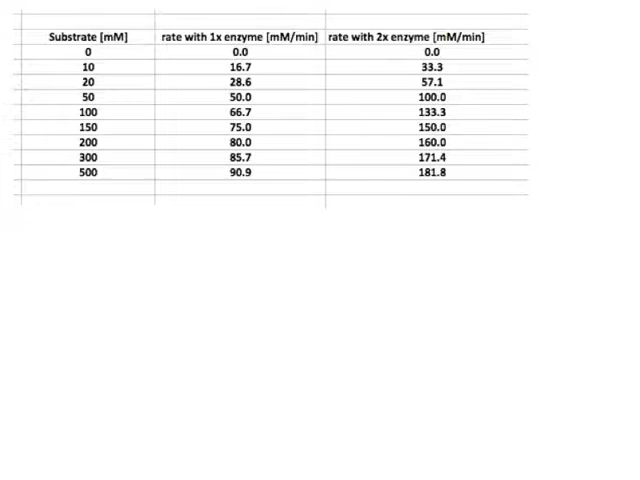 Substrate [mM] rate with 1x enzyme [mM/min] rate with 2x enzyme [mM/min]
0 0.0 0.0
10 16.7 33.3
20 28.6 57.1
50 50.0 100.0
100 66.7 133.3
150 75.0 150.0
200 80.0 160.0
300 85.7 171.4
500 90.9 181.8